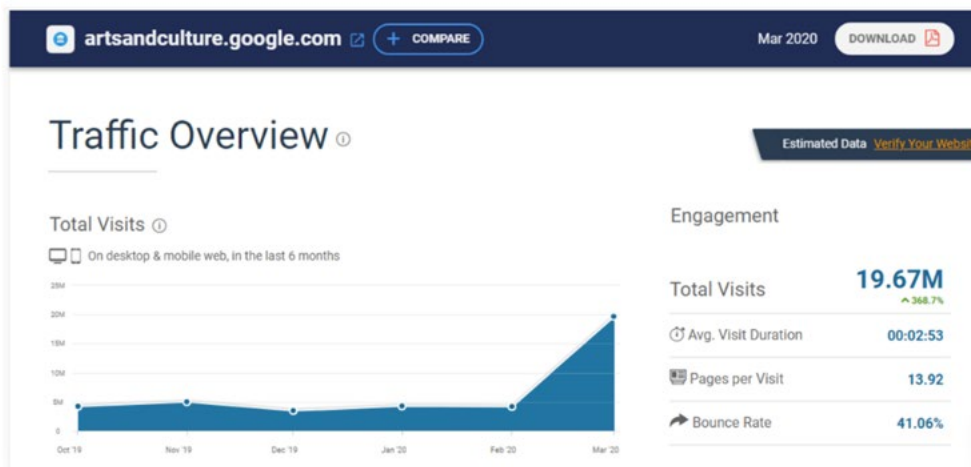 artsandculture.google.com + COMPARE Mar 2020 DOWNLOAD
Traffic Overview
Estimated Data Verify Your Websi
Total Visits
On desktop & mobile web, in the last 6 months
25M
20M
15M
10M
5M
0
Oct '19 Nov '19 Dec '19 Jan '20 Feb '20 Mar '20
Engagement
Total Visits 19.67M
368.7%
Avg. Visit Duration 00:02:53
Pages per Visit 13.92
Bounce Rate 41.06%